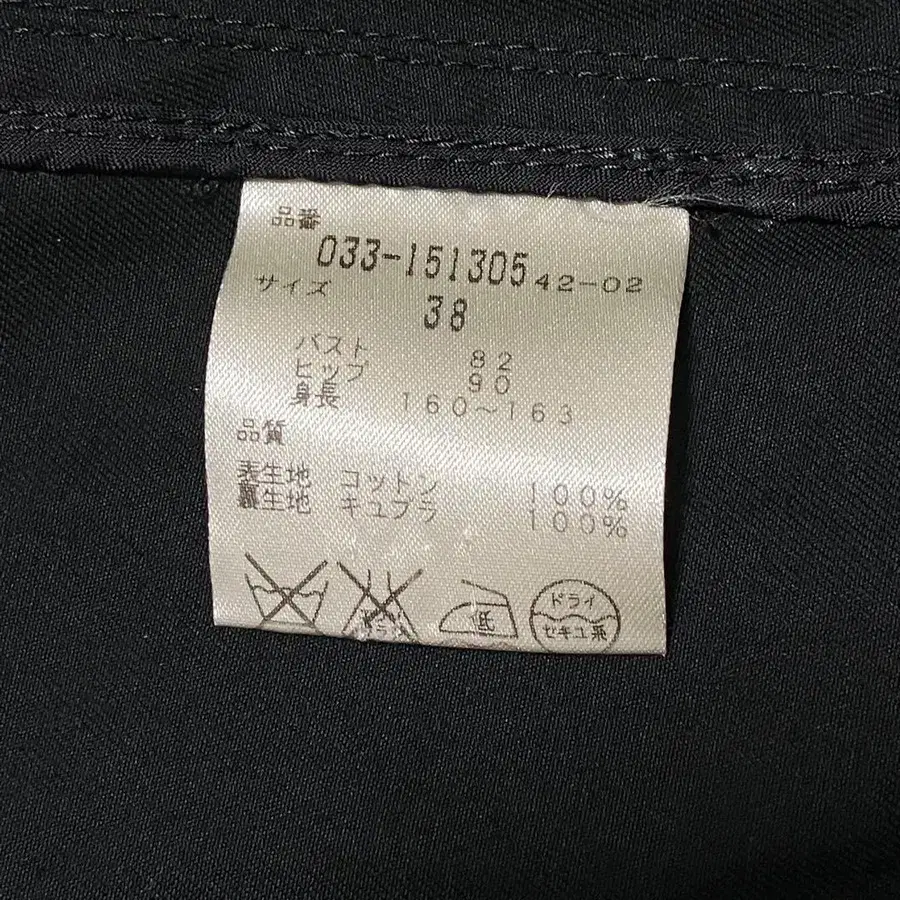 品番
033-151305 42-02
サイズ 38
バスト 82
ヒップ 90
身長 160~163
品質
表生地 コットン 100%
裏生地 キュプラ 100%
低
ドライ
セキユ系